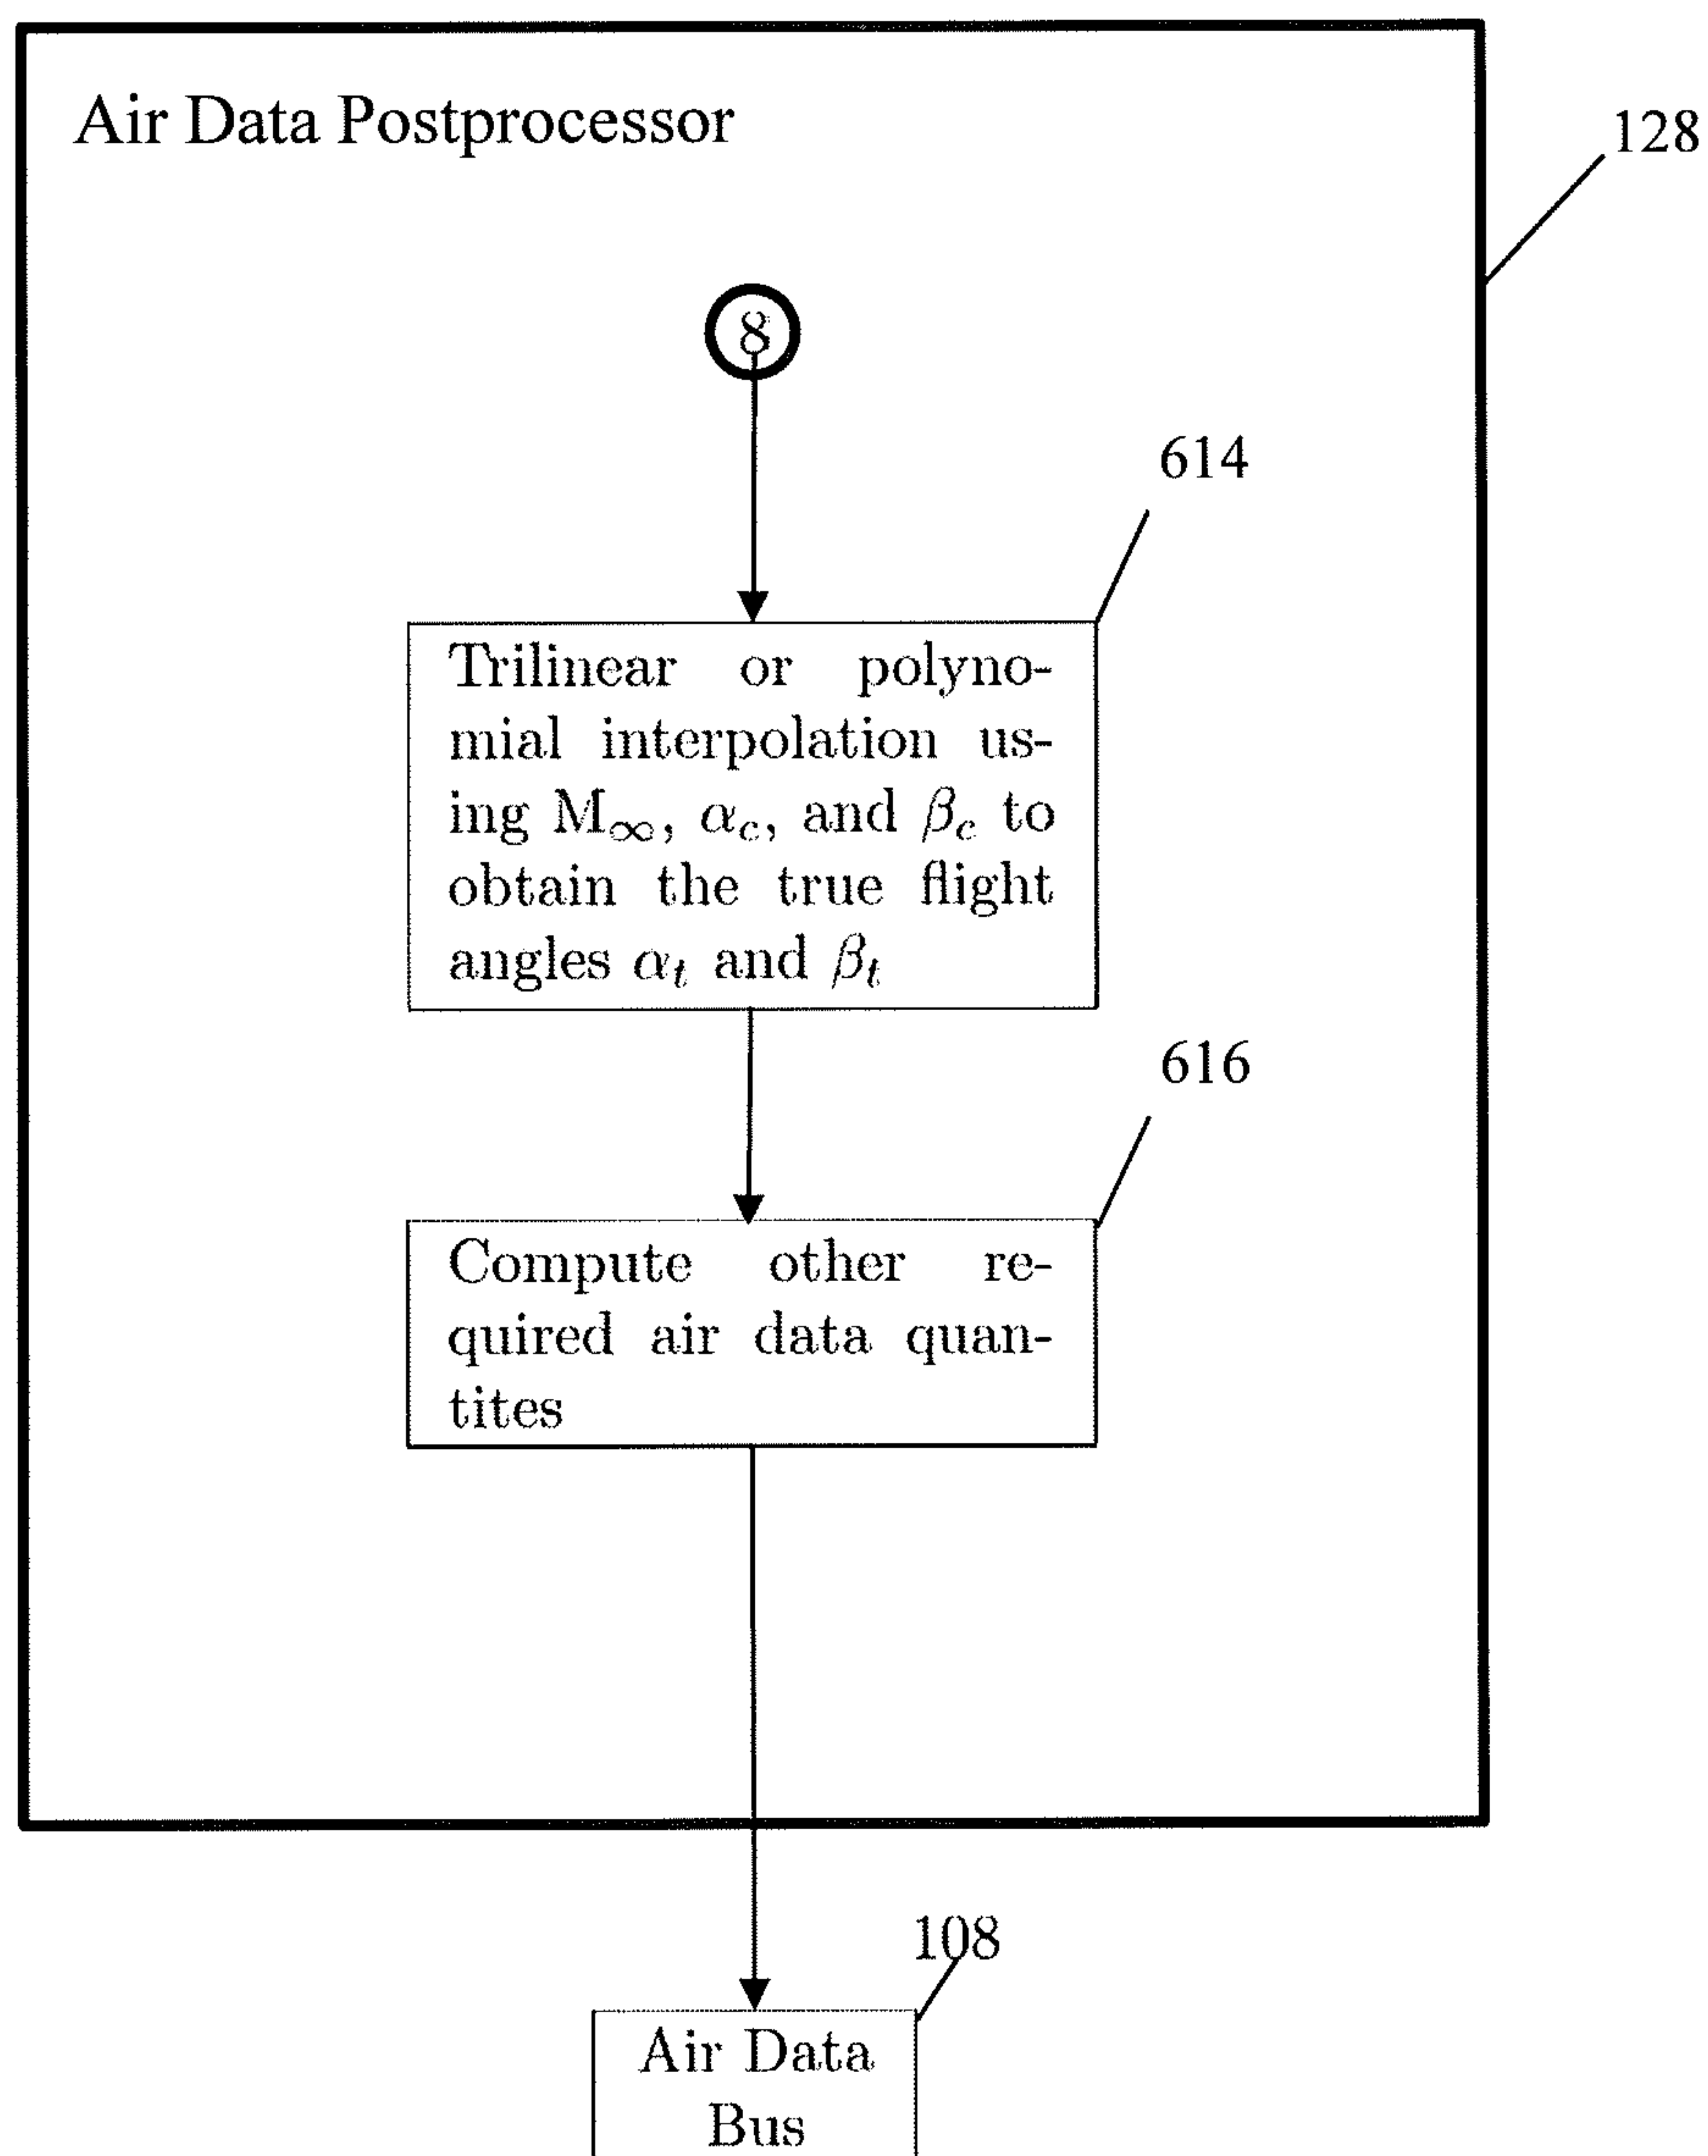 Air Data Postprocessor
128
8
614
Trilinear or polyno-
mial interpolation us-
ing M∞, αc, and βc to
obtain the true flight
angles αt and βt
616
Compute other re-
quired air data quan-
tites
108
Air Data
Bus